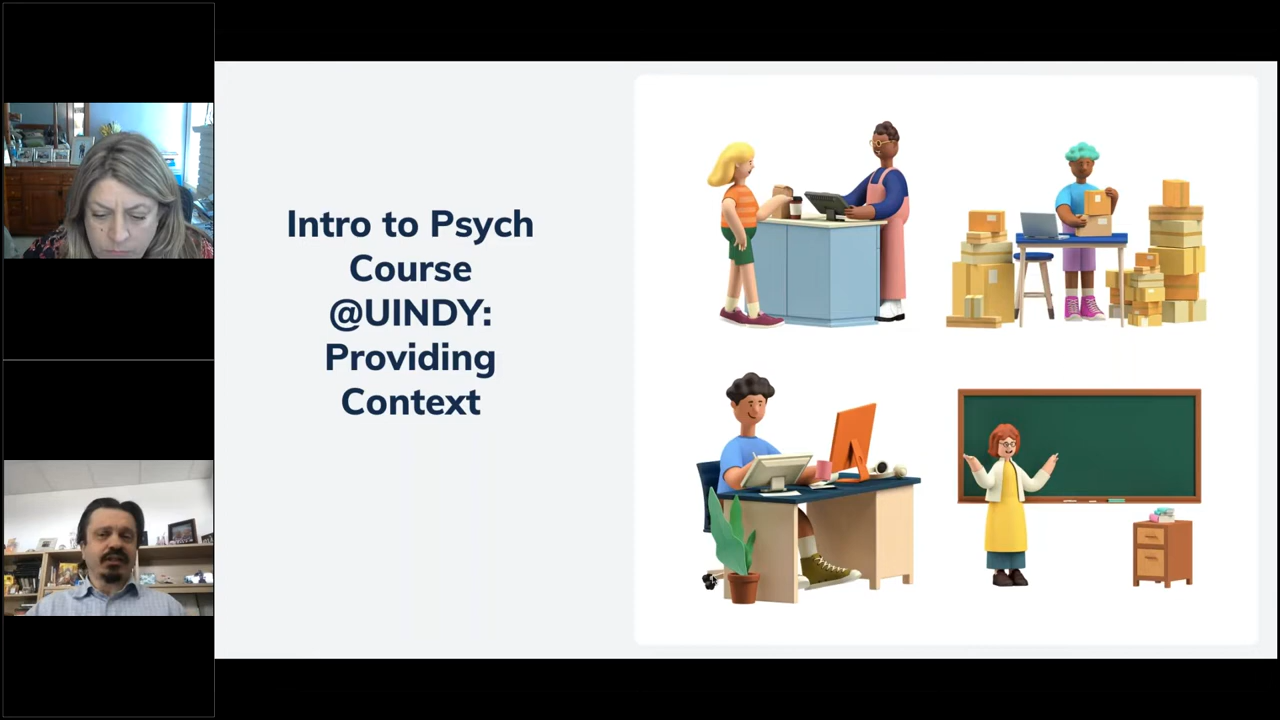 Intro to Psych
Course
@UINDY:
Providing
Context